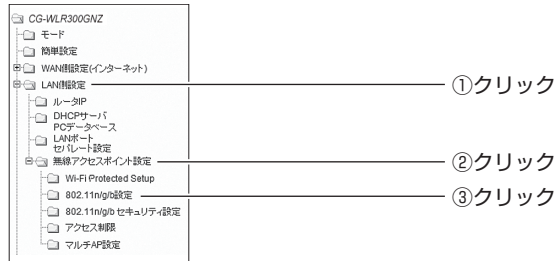 CG-WLR300GNZ
モード
簡単設定
WAN側設定(インターネット)
LAN側設定
①クリック
ルータIP
DHCPサーバ
PCデータベース
LANポート
セパレート設定
無線アクセスポイント設定
②クリック
Wi-Fi Protected Setup
802.11n/g/b設定
③クリック
802.11n/g/b セキュリティ設定
アクセス制限
マルチAP設定